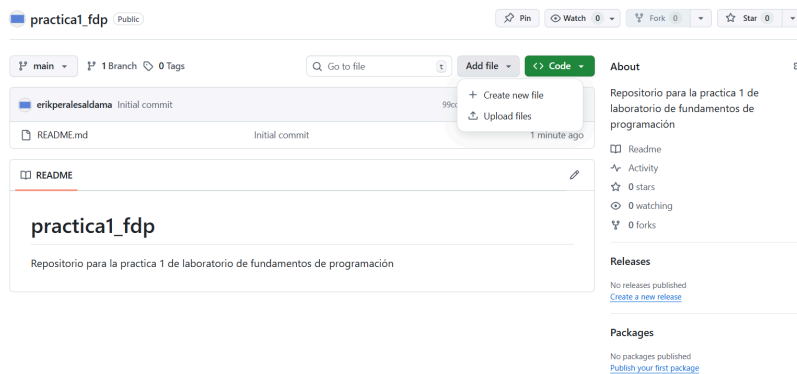 practica1_fdp Public
Pin
Watch 0
Fork 0
Star 0
main
1 Branch
0 Tags
Go to file t
Add file
Code
Create new file
Upload files
erikperalesaldama Initial commit
README.md Initial commit 1 minute ago
README
practica1_fdp
Repositorio para la practica 1 de laboratorio de fundamentos de programación
About
Repositorio para la practica 1 de
laboratorio de fundamentos de
programación
Readme
Activity
0 stars
0 watching
0 forks
Releases
No releases published
Create a new release
Packages
No packages published
Publish your first package